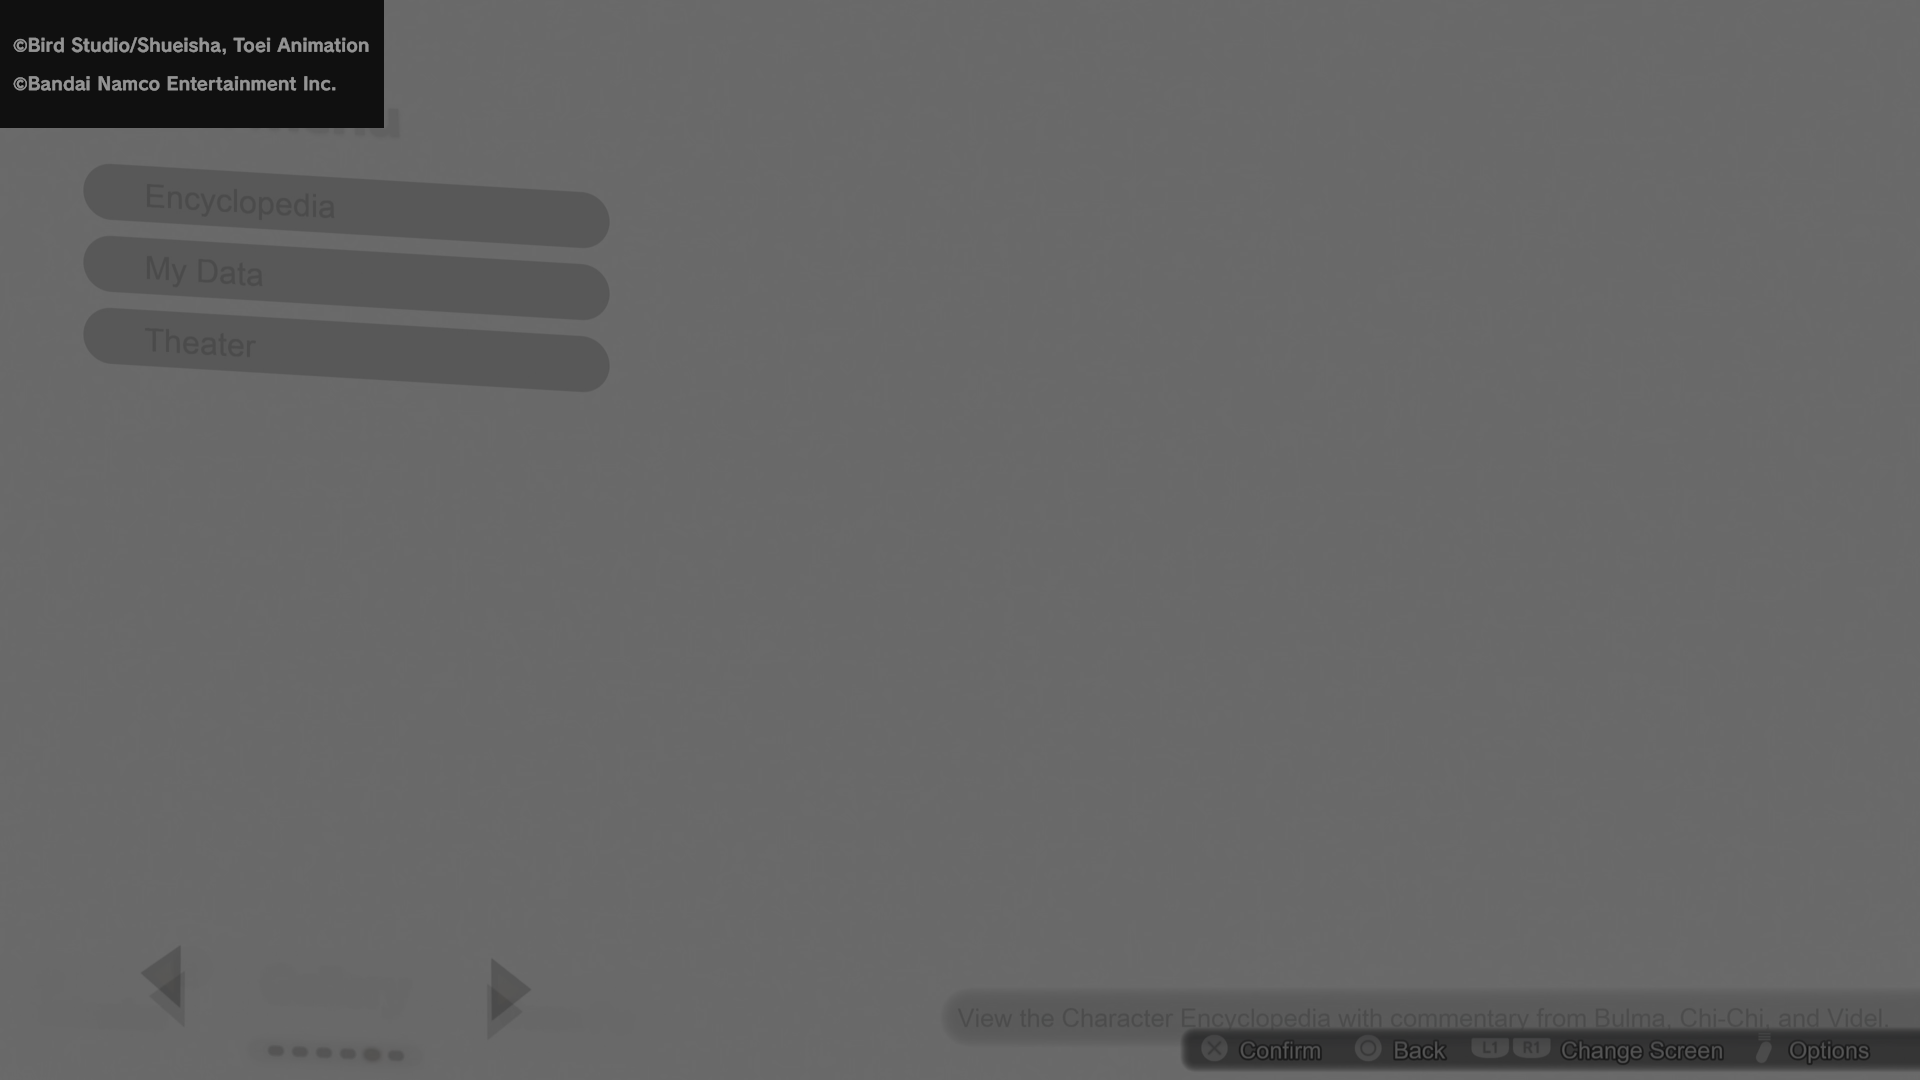 ©Bird Studio/Shueisha, Toei Animation
©Bandai Namco Entertainment Inc.
Encyclopedia
My Data
Theater
View the Character Encyclopedia with commentary from Bulma, Chi-Chi, and Videl.
Confirm Back L1 R1 Change Screen Options